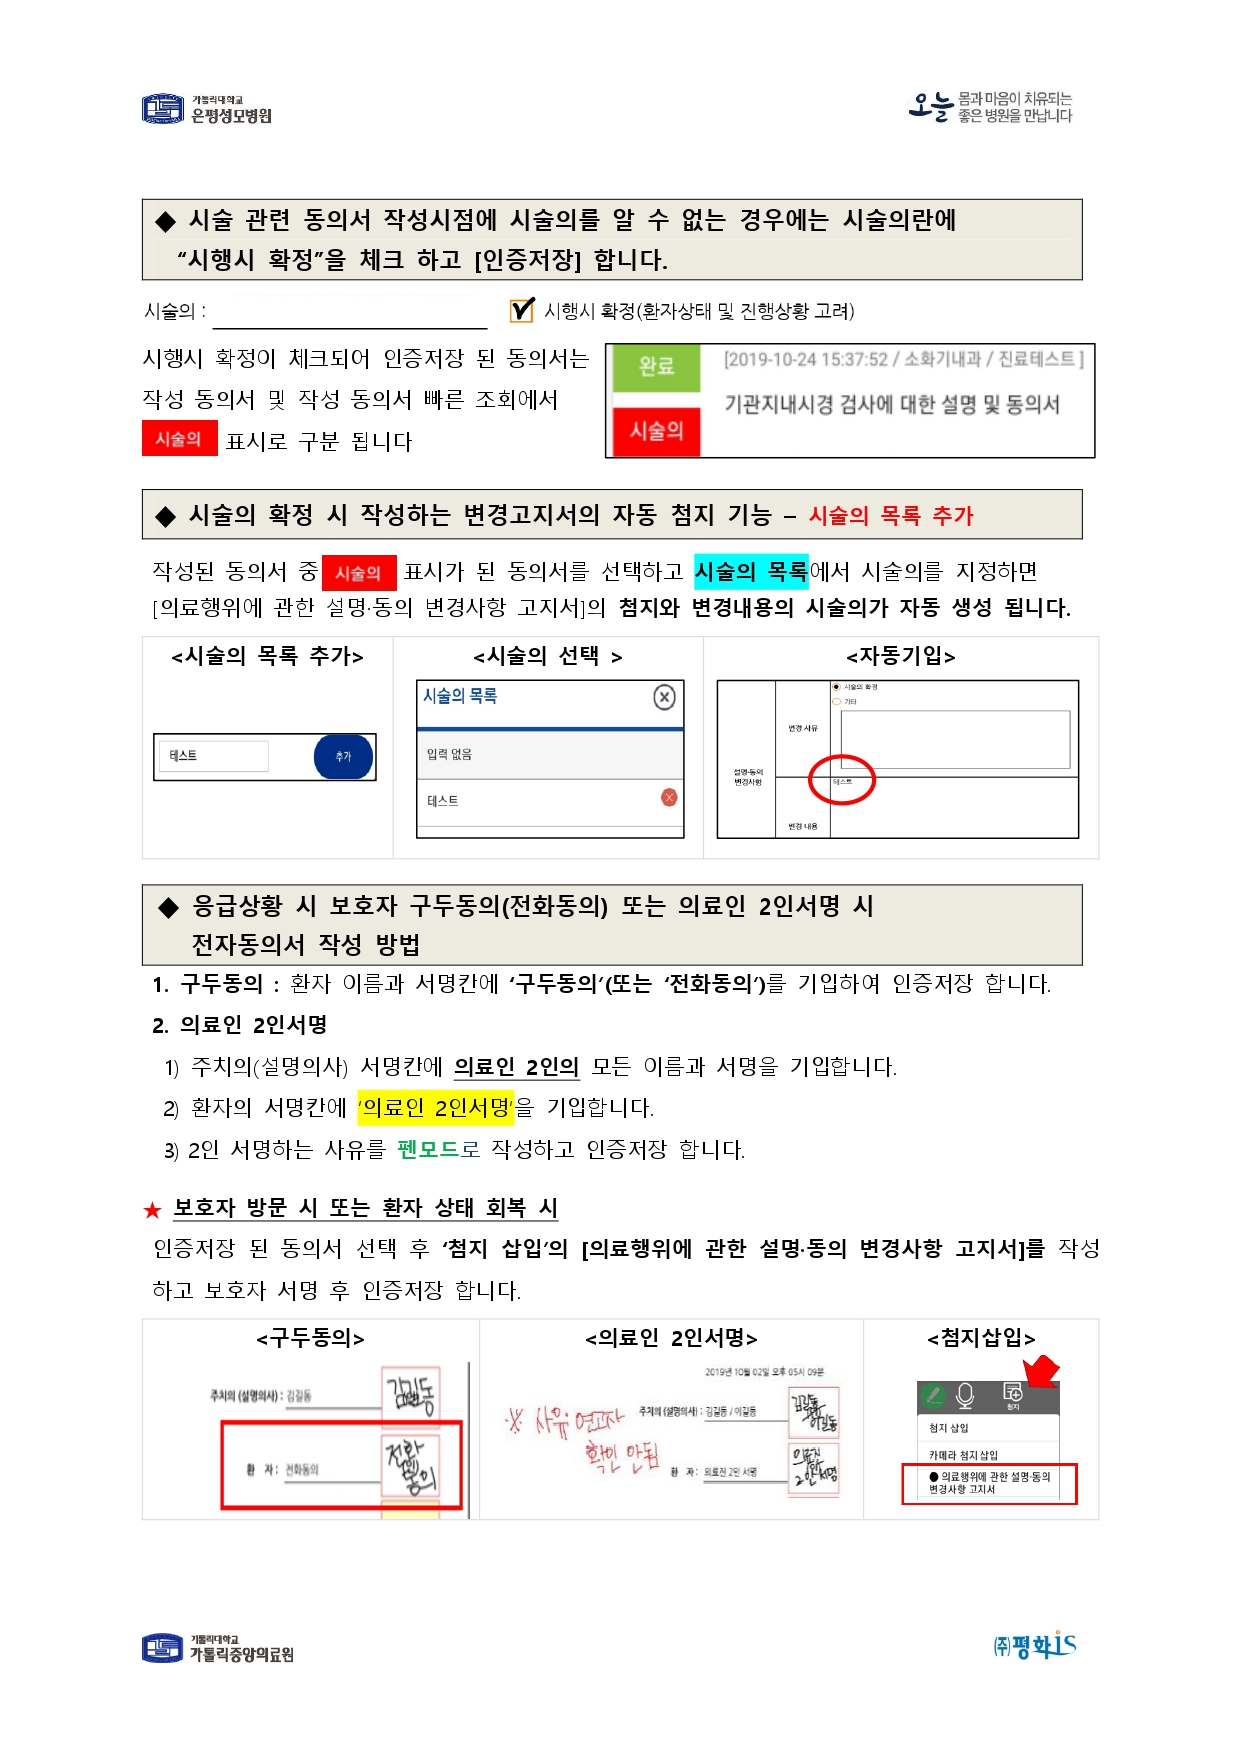 가톨릭대학교
은평성모병원
오늘 몸과 마음이 치유되는
좋은 병원을 만납니다
◆ 시술 관련 동의서 작성시점에 시술의를 알 수 없는 경우에는 시술의란에
“시행시 확정”을 체크 하고 [인증저장] 합니다.
시술의 : 시행시 확정(환자상태 및 진행상황 고려)
시행시 확정이 체크되어 인증저장 된 동의서는
작성 동의서 및 작성 동의서 빠른 조회에서
시술의 표시로 구분 됩니다
완료 [2019-10-24 15:37:52 / 소화기내과 / 진료테스트 ]
기관지내시경 검사에 대한 설명 및 동의서
시술의
◆ 시술의 확정 시 작성하는 변경고지서의 자동 첨지 기능 – 시술의 목록 추가
작성된 동의서 중 시술의 표시가 된 동의서를 선택하고 시술의 목록에서 시술의를 지정하면
[의료행위에 관한 설명·동의 변경사항 고지서]의 첨지와 변경내용의 시술의가 자동 생성 됩니다.
<시술의 목록 추가>
테스트 추가
<시술의 선택 >
시술의 목록
입력 없음
테스트
<자동기입>
시술의 확정
기타
변경 사유
설명·동의
변경사항
테스트
변경 내용
◆ 응급상황 시 보호자 구두동의(전화동의) 또는 의료인 2인서명 시
전자동의서 작성 방법
1. 구두동의 : 환자 이름과 서명칸에 ‘구두동의’(또는 ‘전화동의’)를 기입하여 인증저장 합니다.
2. 의료인 2인서명
1) 주치의(설명의사) 서명칸에 의료인 2인의 모든 이름과 서명을 기입합니다.
2) 환자의 서명칸에 ‘의료인 2인서명’을 기입합니다.
3) 2인 서명하는 사유를 펜모드로 작성하고 인증저장 합니다.
★ 보호자 방문 시 또는 환자 상태 회복 시
인증저장 된 동의서 선택 후 ‘첨지 삽입’의 [의료행위에 관한 설명·동의 변경사항 고지서]를 작성
하고 보호자 서명 후 인증저장 합니다.
<구두동의>
주치의 (설명의사) : 김길동 김길동
환 자 : 전화동의 전화동의
<의료인 2인서명>
2019년 10월 02일 오후 05시 09분
※ 사유: 연고자
확인 안됨
주치의 (설명의사) : 김길동 / 이길동 김길동 이길동
환 자 : 의료진 2인 서명 의료진 2인 서명
<첨지삽입>
첨지
첨지 삽입
카메라 첨지 삽입
● 의료행위에 관한 설명·동의
변경사항 고지서
가톨릭대학교
가톨릭중앙의료원
(주)평화is